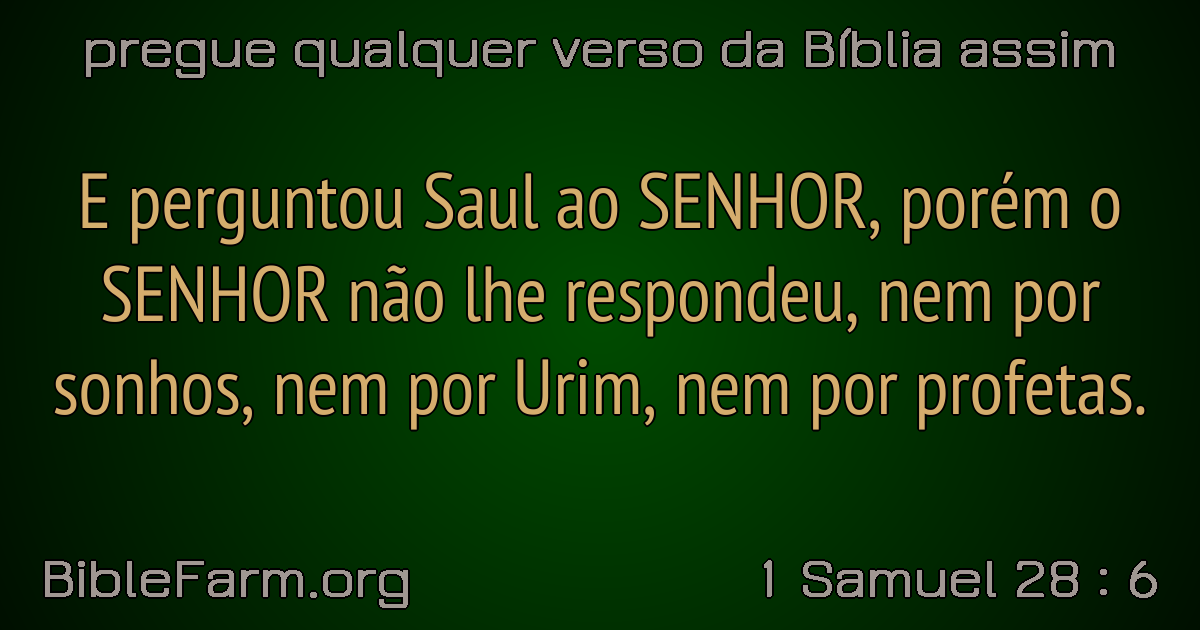 pregue qualquer verso da Bíblia assim
E perguntou Saul ao SENHOR, porém o
SENHOR não lhe respondeu, nem por
sonhos, nem por Urim, nem por profetas.
BibleFarm.org
1 Samuel 28 : 6